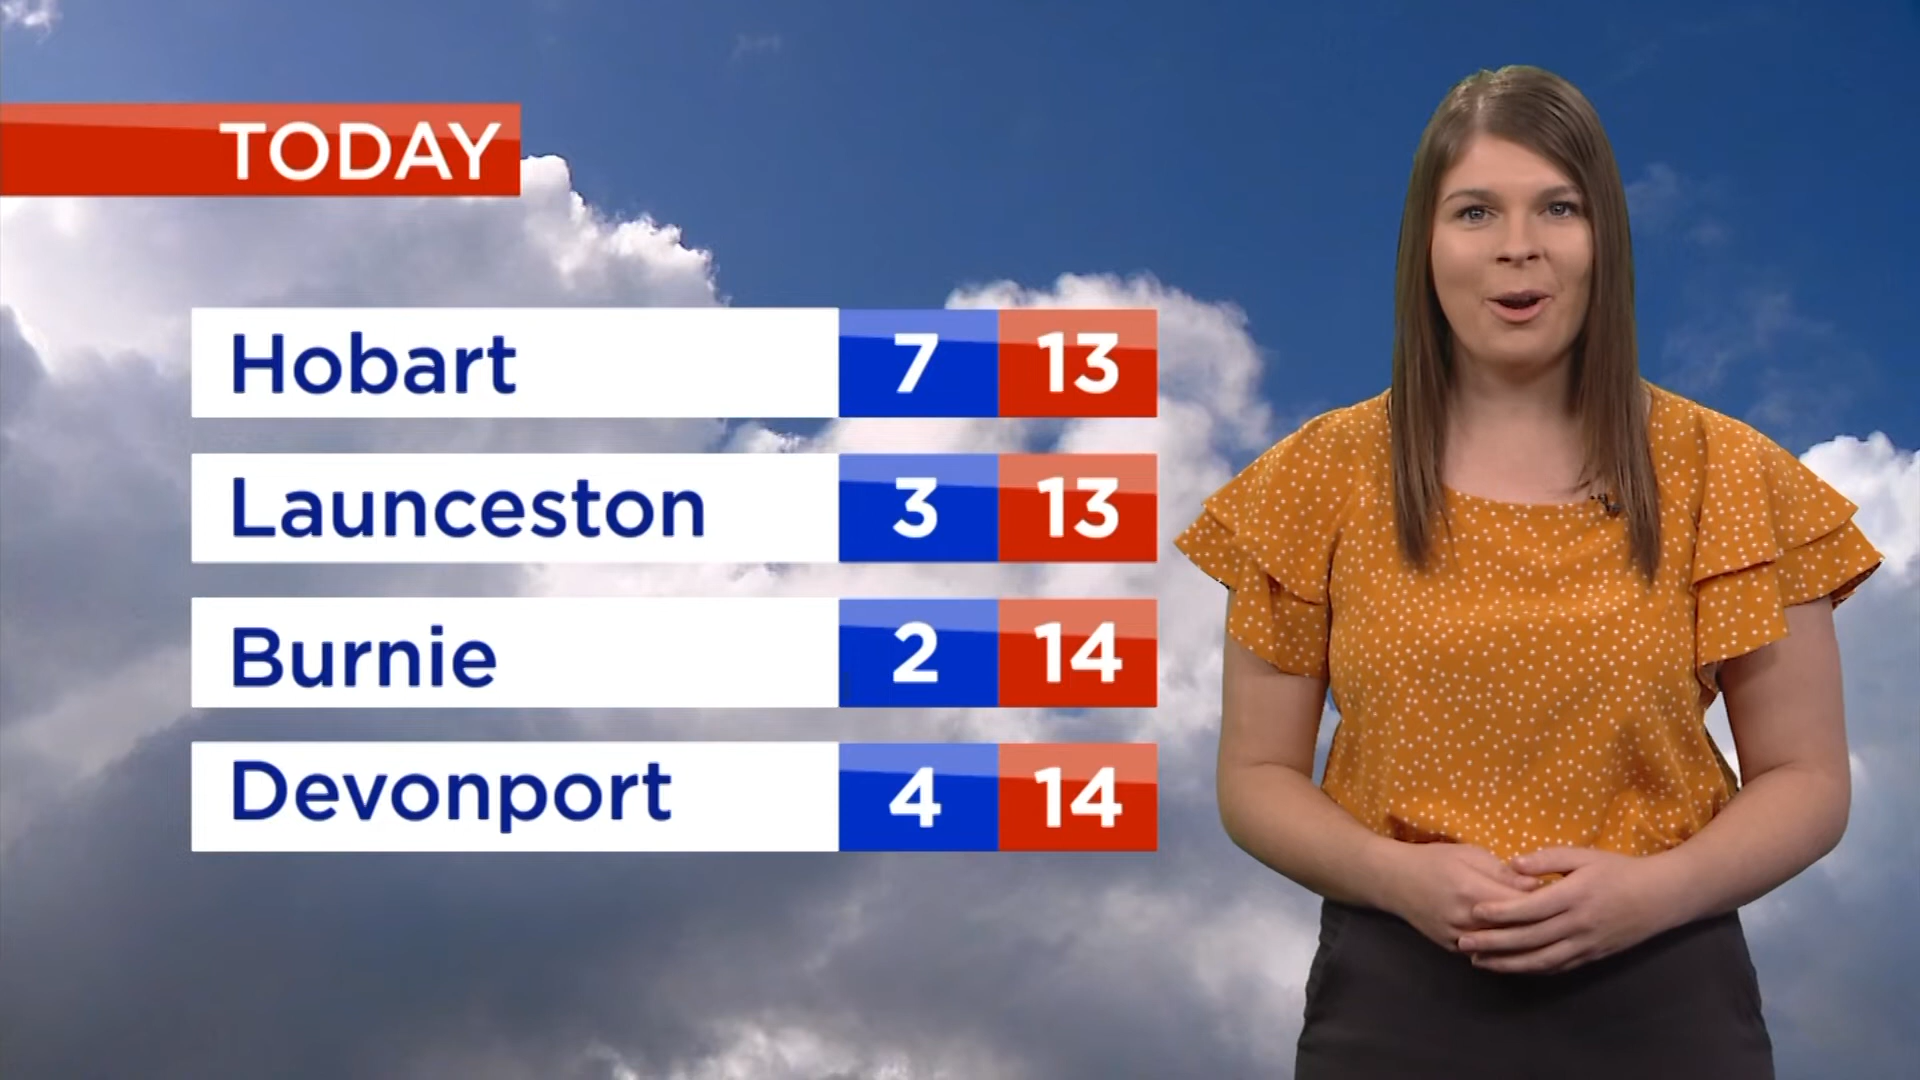 TODAY
Hobart 7 13
Launceston 3 13
Burnie 2 14
Devonport 4 14